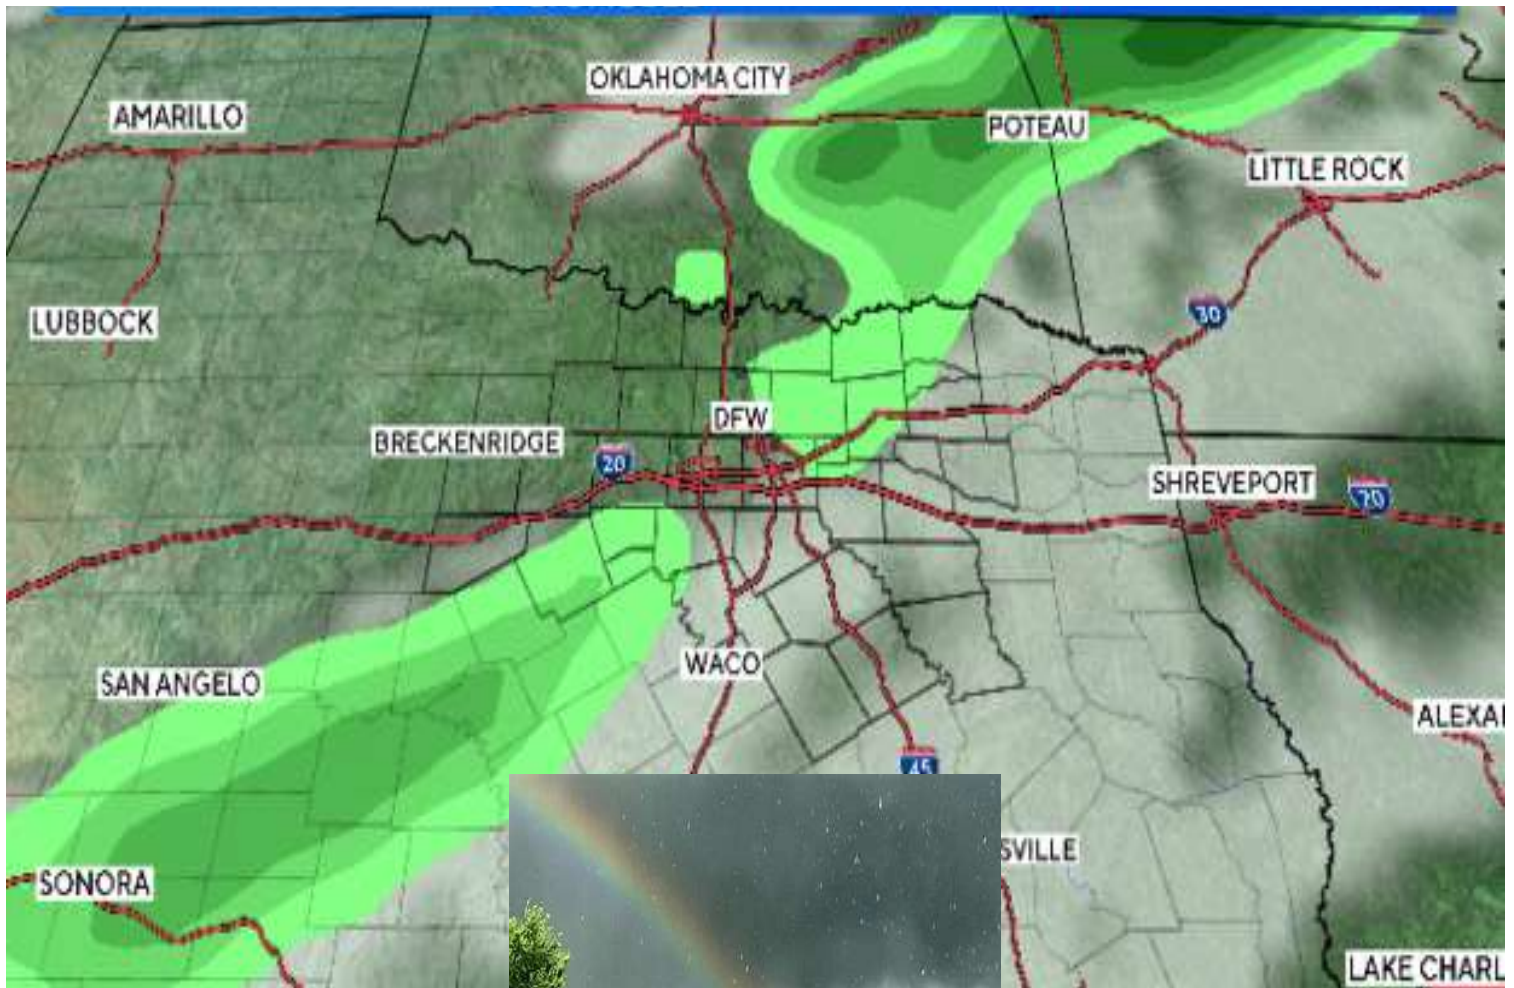 OKLAHOMA CITY
AMARILLO
POTEAU
LITTLE ROCK
LUBBOCK
30
DFW
BRECKENRIDGE
20
SHREVEPORT
20
WACO
SAN ANGELO
ALEXA
45
SVILLE
SONORA
LAKE CHARL